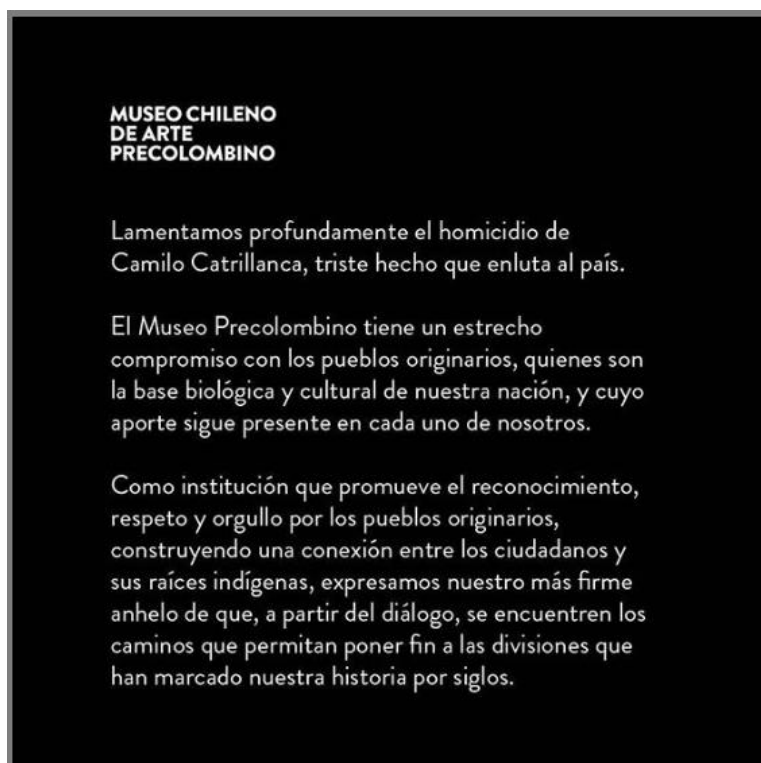 MUSEO CHILENO
DE ARTE
PRECOLOMBINO
Lamentamos profundamente el homicidio de
Camilo Catrillanca, triste hecho que enluta al país.
El Museo Precolombino tiene un estrecho
compromiso con los pueblos originarios, quienes son
la base biológica y cultural de nuestra nación, y cuyo
aporte sigue presente en cada uno de nosotros.
Como institución que promueve el reconocimiento,
respeto y orgullo por los pueblos originarios,
construyendo una conexión entre los ciudadanos y
sus raíces indígenas, expresamos nuestro más firme
anhelo de que, a partir del diálogo, se encuentren los
caminos que permitan poner fin a las divisiones que
han marcado nuestra historia por siglos.